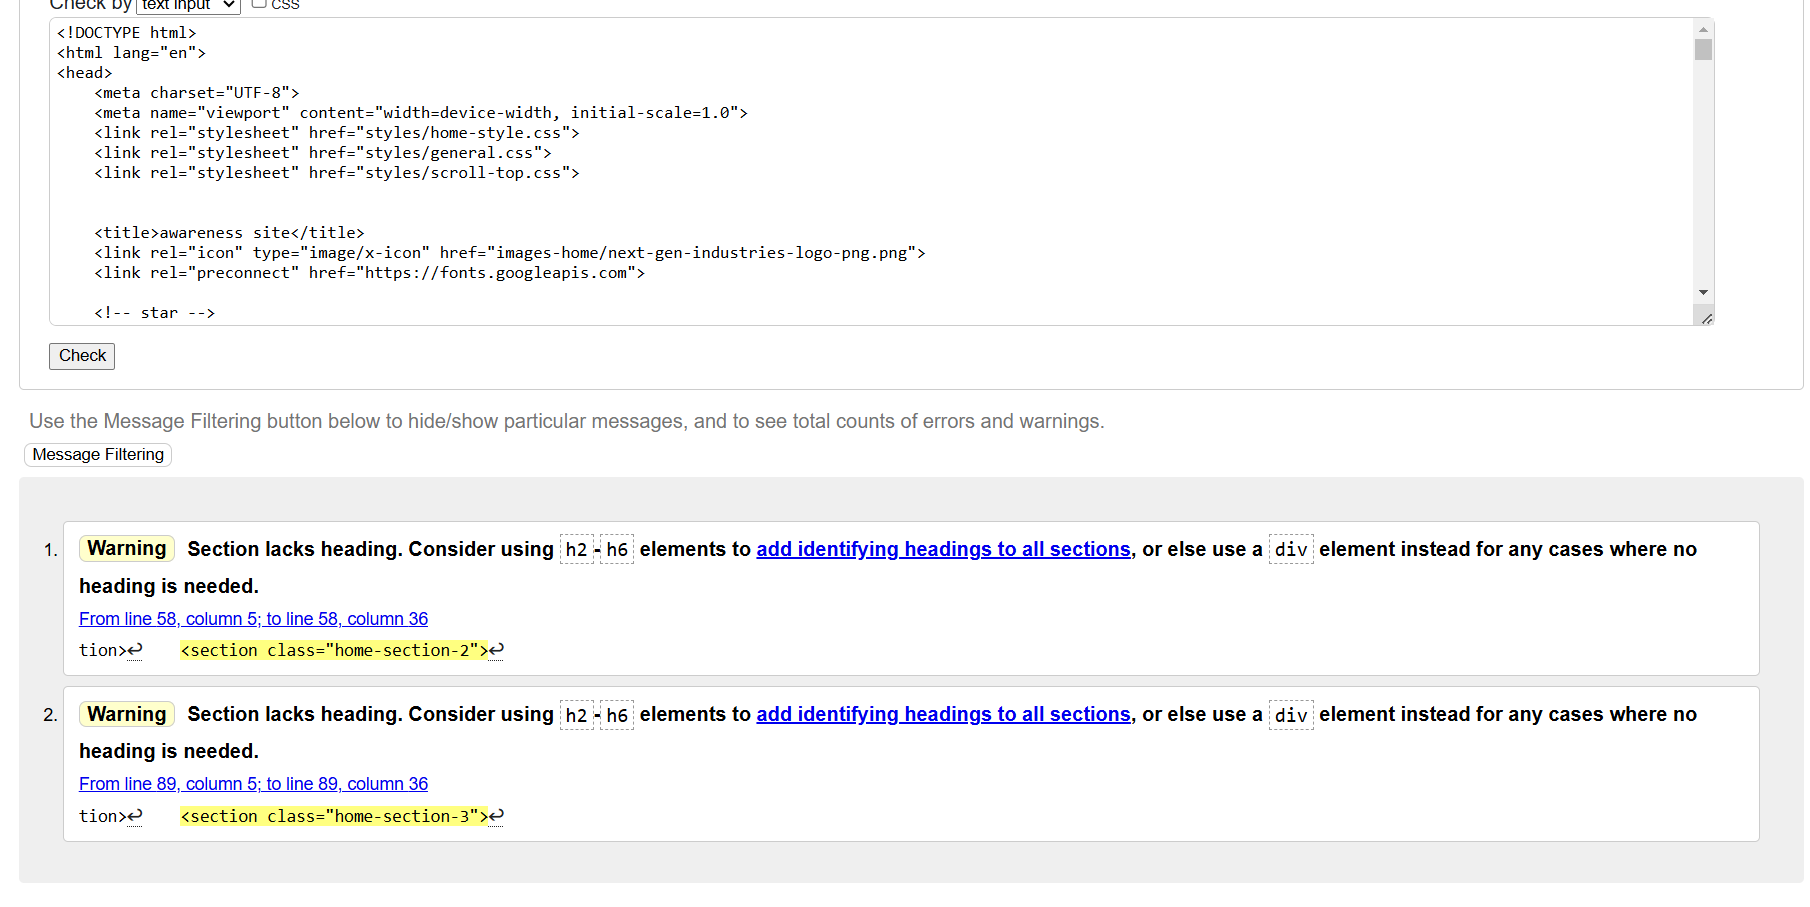 Check by text input css
<!DOCTYPE html>
<html lang="en">
<head>
<meta charset="UTF-8">
<meta name="viewport" content="width=device-width, initial-scale=1.0">
<link rel="stylesheet" href="styles/home-style.css">
<link rel="stylesheet" href="styles/general.css">
<link rel="stylesheet" href="styles/scroll-top.css">
<title>awareness site</title>
<link rel="icon" type="image/x-icon" href="images-home/next-gen-industries-logo-png.png">
<link rel="preconnect" href="https://fonts.googleapis.com">
<!-- star -->
Check
Use the Message Filtering button below to hide/show particular messages, and to see total counts of errors and warnings.
Message Filtering
1. Warning Section lacks heading. Consider using h2-h6 elements to add identifying headings to all sections, or else use a div element instead for any cases where no
heading is needed.
From line 58, column 5; to line 58, column 36
tion>↩ <section class="home-section-2">↩
2. Warning Section lacks heading. Consider using h2-h6 elements to add identifying headings to all sections, or else use a div element instead for any cases where no
heading is needed.
From line 89, column 5; to line 89, column 36
tion>↩ <section class="home-section-3">↩